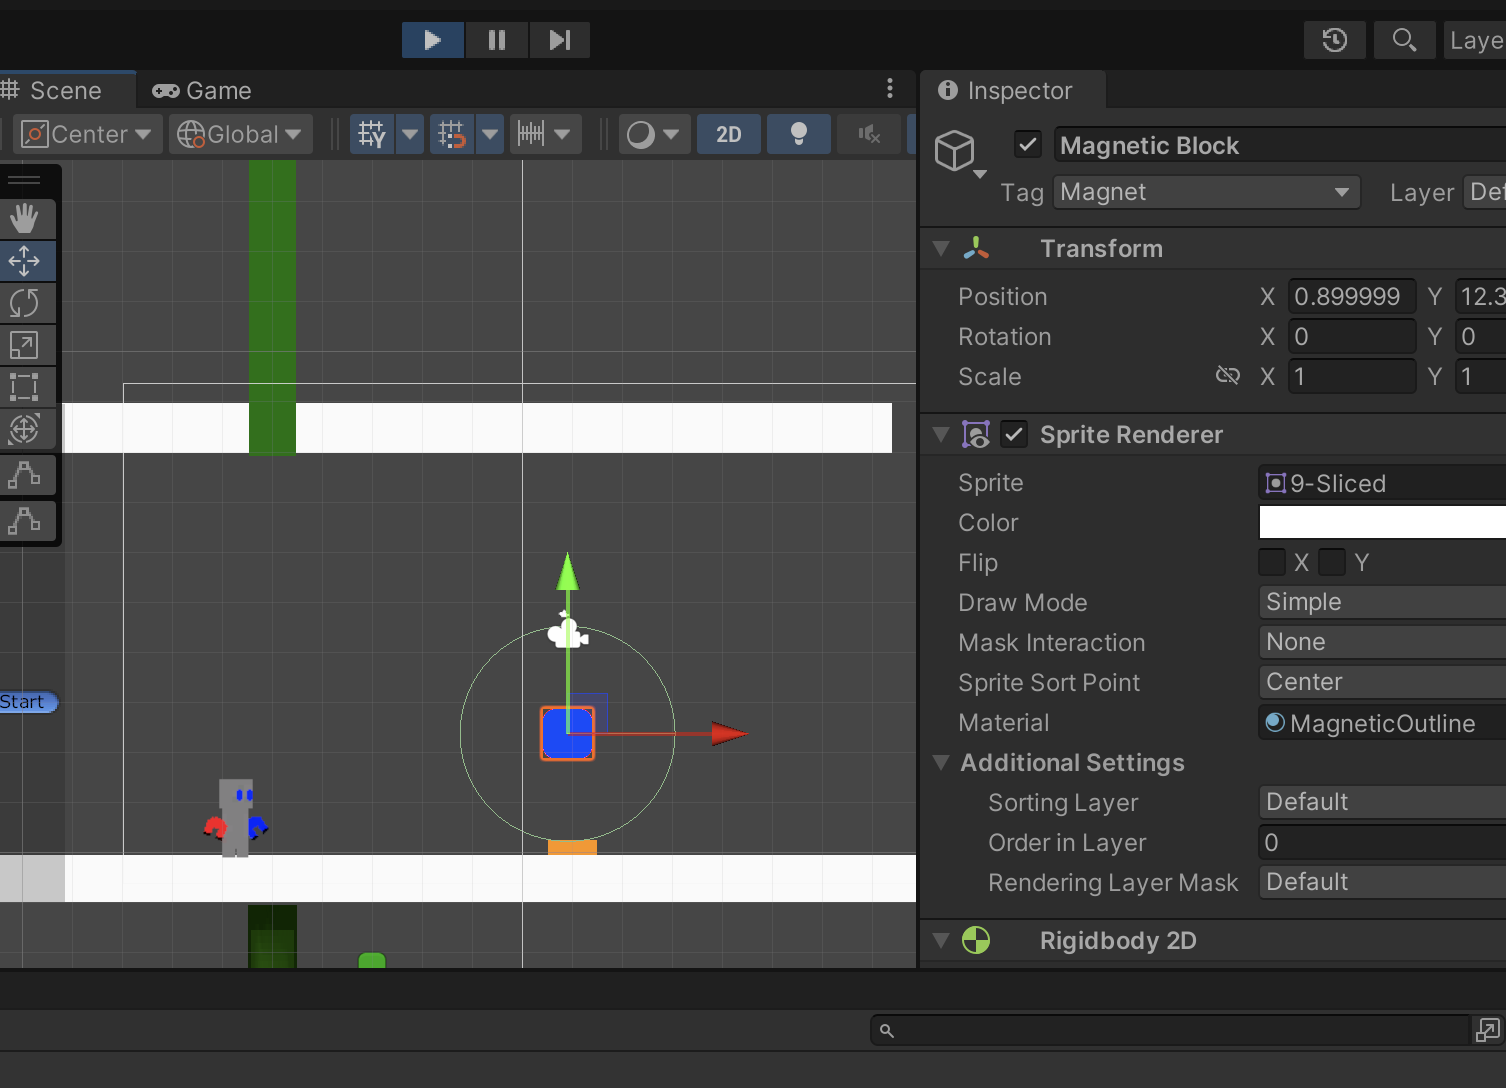 Laye
Scene
Game
Inspector
Center
Global
2D
Magnetic Block
Tag
Magnet
Layer
Def
Transform
Position
X
0.899999
Y
12.3
Rotation
X
0
Y
0
Scale
X
1
Y
1
Sprite Renderer
Sprite
9-Sliced
Color
Flip
X
Y
Draw Mode
Simple
Mask Interaction
None
Sprite Sort Point
Center
Material
MagneticOutline
Additional Settings
Sorting Layer
Default
Order in Layer
0
Rendering Layer Mask
Default
Rigidbody 2D
Start